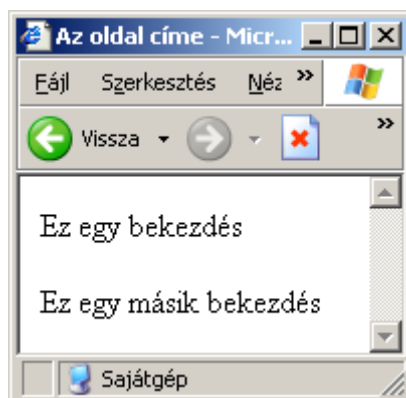 Az oldal címe - Micr...
Fájl Szerkesztés Néz »
Vissza »
Ez egy bekezdés
Ez egy másik bekezdés
Sajátgép